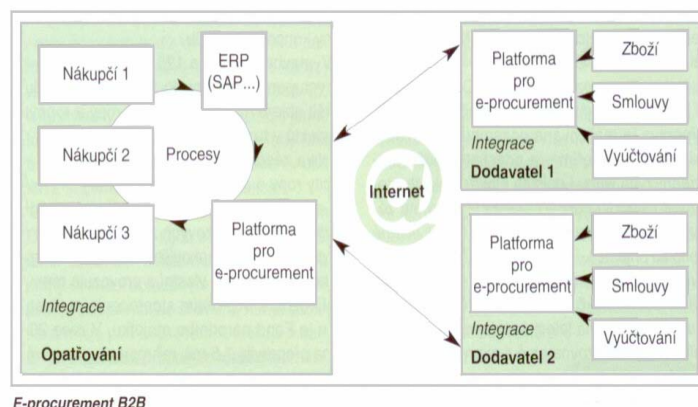 Nákupčí 1
ERP
(SAP...)
Nákupčí 2
Procesy
Nákupčí 3
Platforma
pro
e-procurement
Integrace
Opatřování
Internet
@
Platforma
pro
e-procurement
Zboží
Smlouvy
Vyúčtování
Integrace
Dodavatel 1
Platforma
pro
e-procurement
Zboží
Smlouvy
Vyúčtování
Integrace
Dodavatel 2
E-procurement B2B